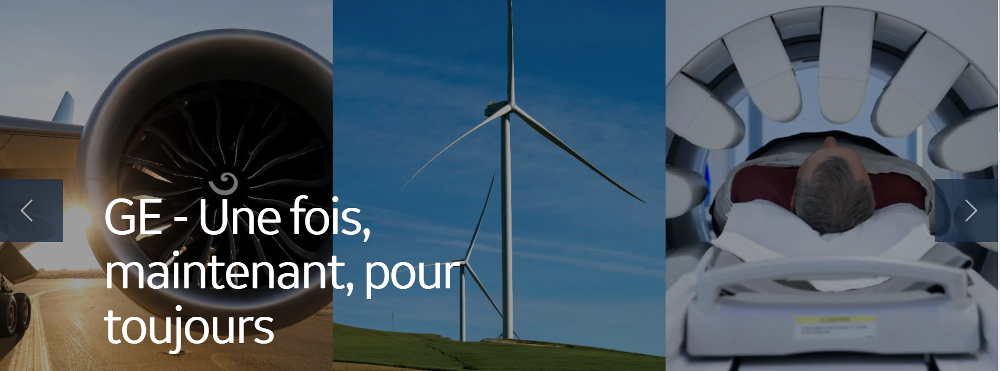 GE - Une fois,
maintenant, pour
toujours